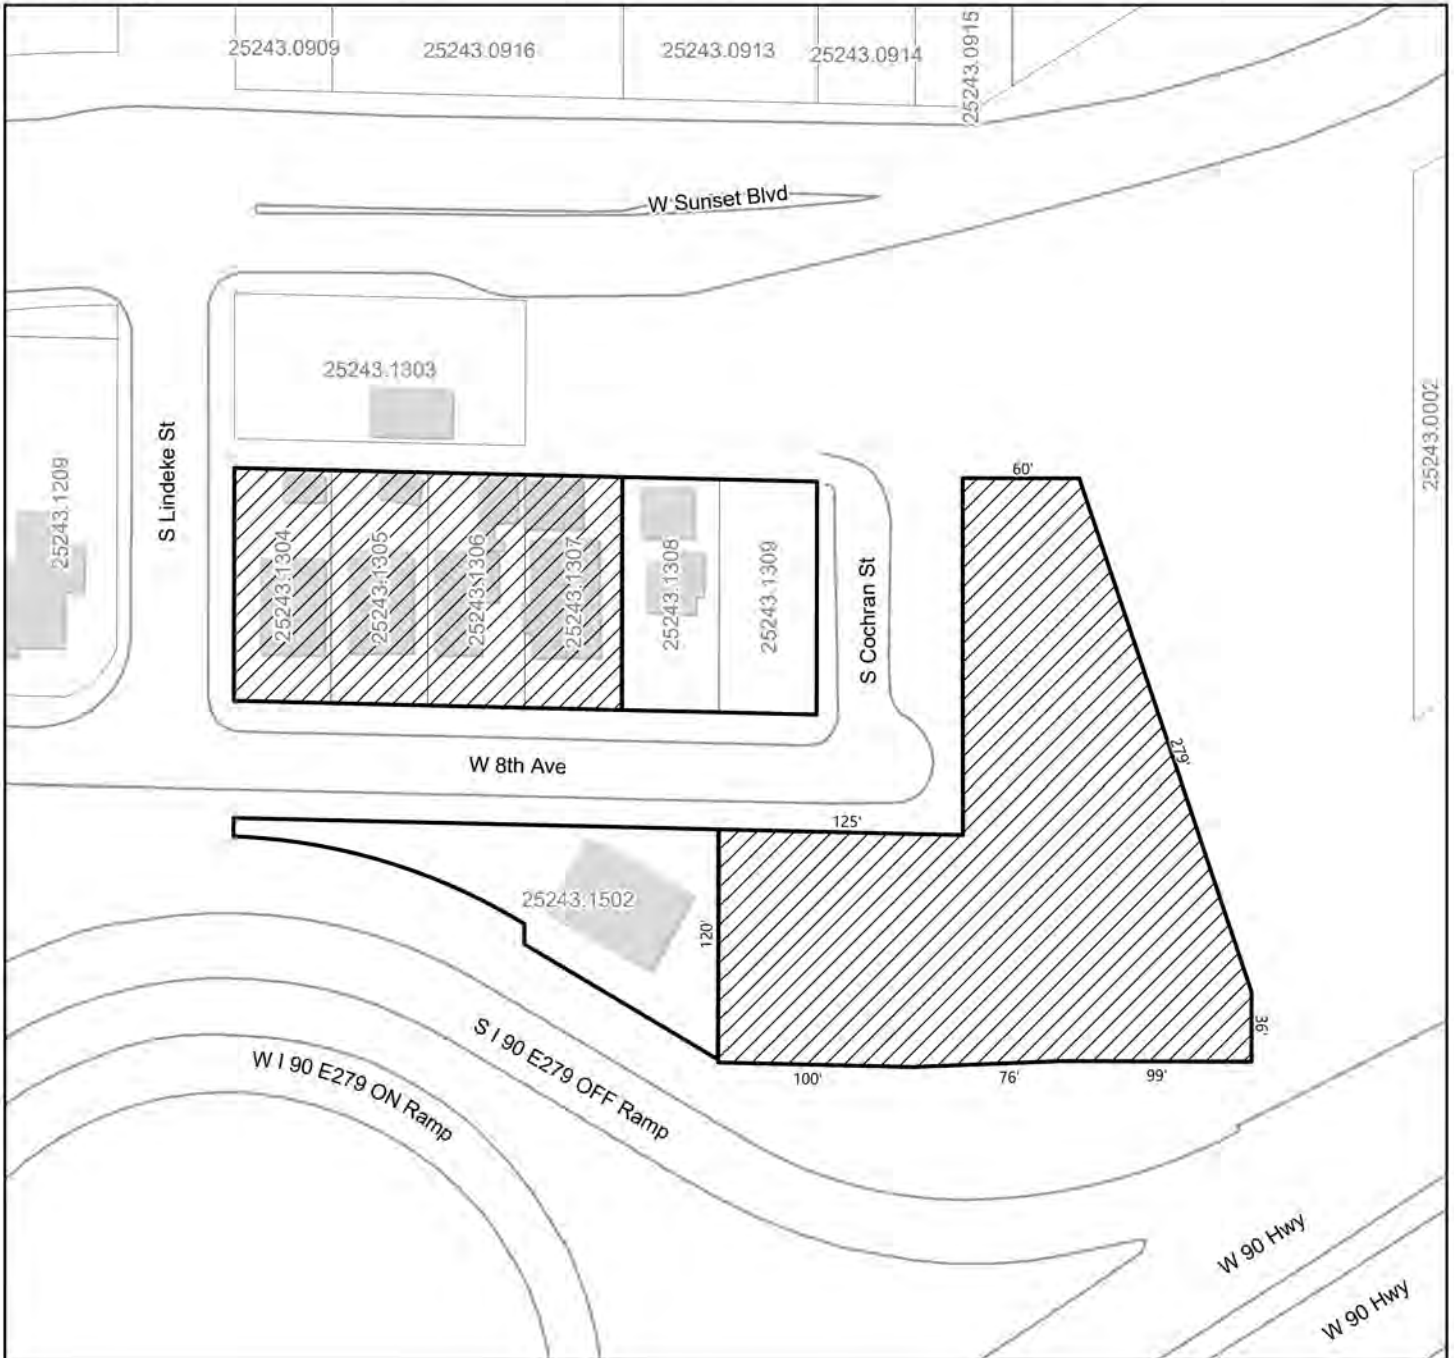 25243.0909
25243.0916
25243.0913
25243.0914
25243.0915
W Sunset Blvd
25243.1303
25243.0002
S Lindeke St
25243.1209
60'
25243.1304
25243.1305
25243.1306
25243.1307
25243.1308
25243.1309
S Cochran St
279'
W 8th Ave
125'
25243.1502
120'
36'
S I 90 E279 OFF Ramp
W I 90 E279 ON Ramp
100'
76'
99'
W 90 Hwy
W 90 Hwy